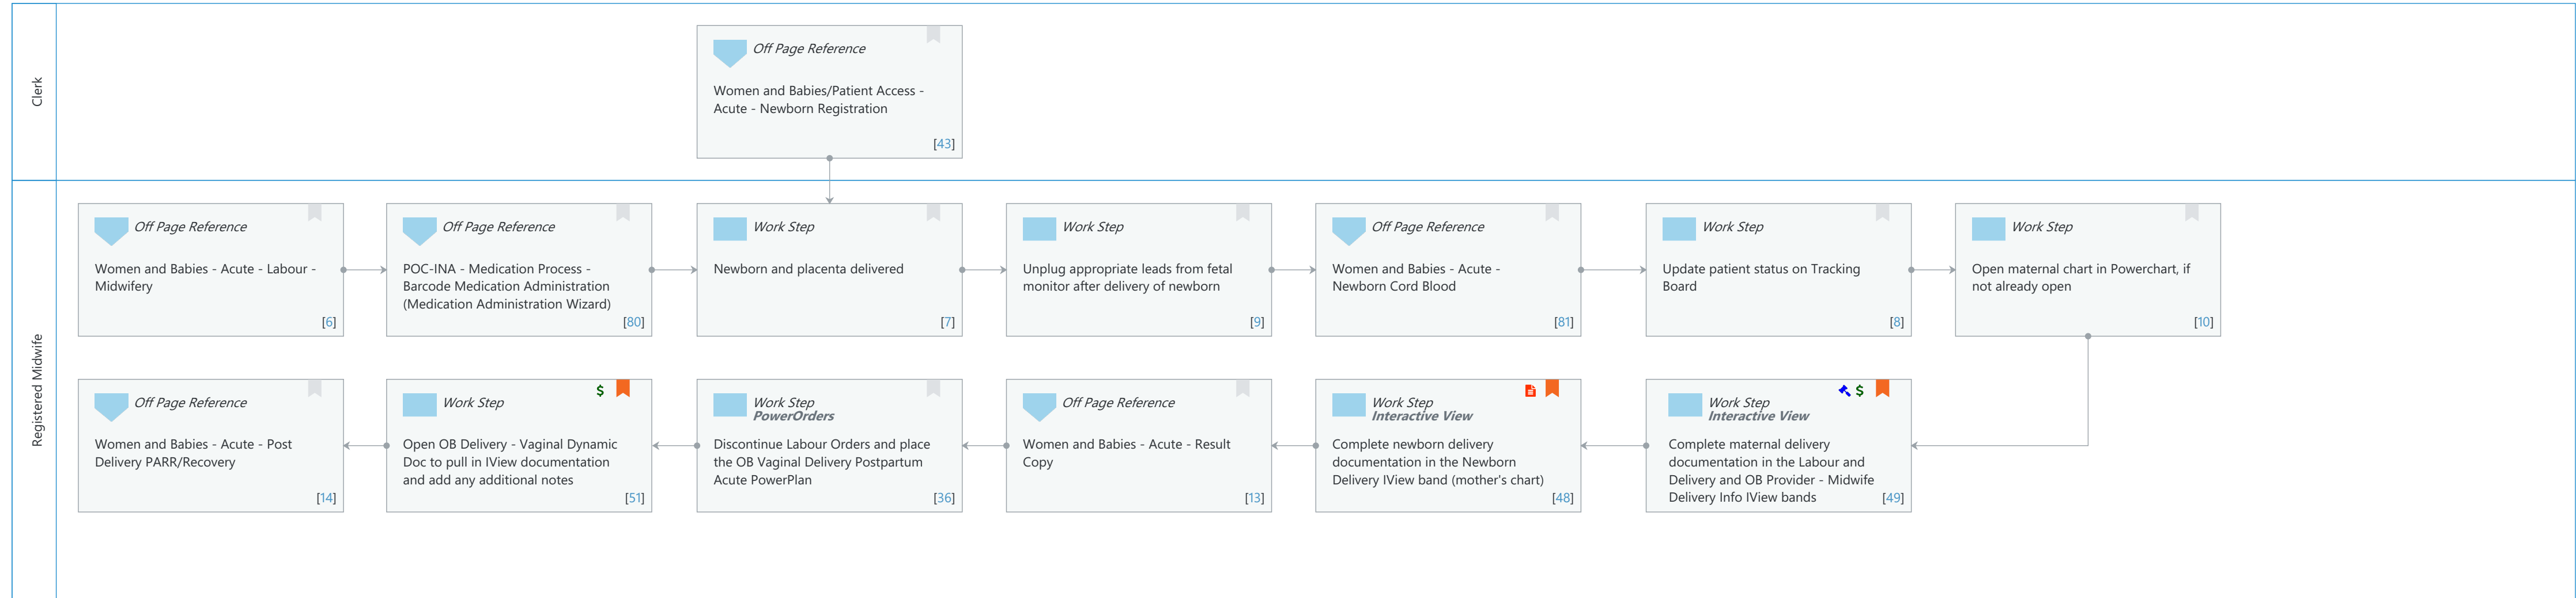 Clerk
Off Page Reference
Women and Babies/Patient Access -
Acute - Newborn Registration
[43]
Registered Midwife
Off Page Reference
Women and Babies - Acute - Labour -
Midwifery
[6]
Off Page Reference
POC-INA - Medication Process -
Barcode Medication Administration
(Medication Administration Wizard)
[80]
Work Step
Newborn and placenta delivered
[7]
Work Step
Unplug appropriate leads from fetal
monitor after delivery of newborn
[9]
Off Page Reference
Women and Babies - Acute -
Newborn Cord Blood
[81]
Work Step
Update patient status on Tracking
Board
[8]
Work Step
Open maternal chart in Powerchart, if
not already open
[10]
Off Page Reference
Women and Babies - Acute - Post
Delivery PARR/Recovery
[14]
$
Work Step
Open OB Delivery - Vaginal Dynamic
Doc to pull in IView documentation
and add any additional notes
[51]
Work Step
PowerOrders
Discontinue Labour Orders and place
the OB Vaginal Delivery Postpartum
Acute PowerPlan
[36]
Off Page Reference
Women and Babies - Acute - Result
Copy
[13]
Work Step
Interactive View
Complete newborn delivery
documentation in the Newborn
Delivery IView band (mother's chart)
[48]
$
Work Step
Interactive View
Complete maternal delivery
documentation in the Labour and
Delivery and OB Provider - Midwife
Delivery Info IView bands
[49]